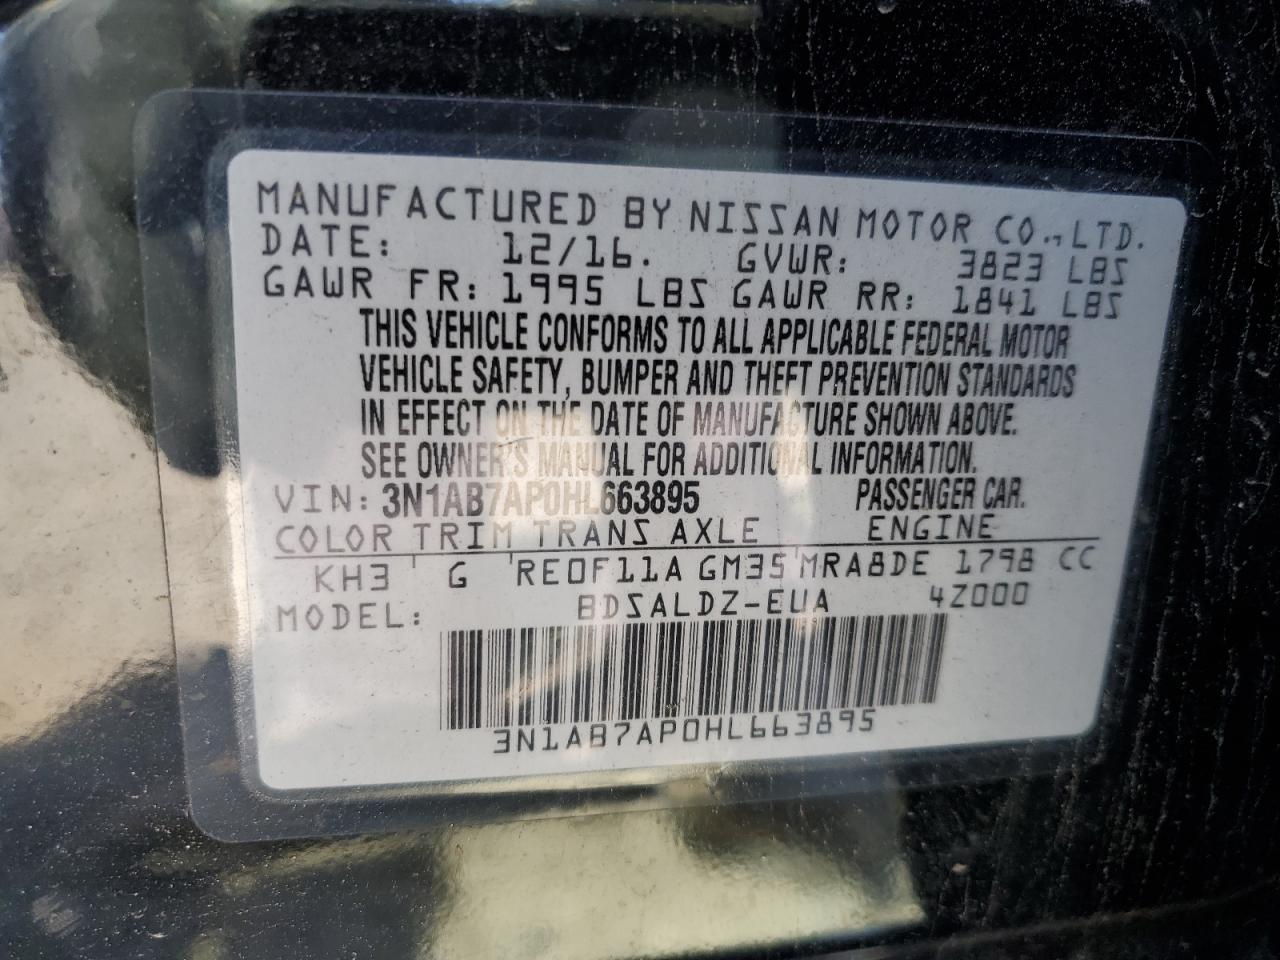 MANUFACTURED BY NISSAN MOTOR CO., LTD.
DATE: 12/16. GVWR: 3823 LBS
GAWR FR: 1995 LBS GAWR RR: 1841 LBS
THIS VEHICLE CONFORMS TO ALL APPLICABLE FEDERAL MOTOR
VEHICLE SAFETY, BUMPER AND THEFT PREVENTION STANDARDS
IN EFFECT ON THE DATE OF MANUFACTURE SHOWN ABOVE.
SEE OWNER'S MANUAL FOR ADDITIONAL INFORMATION.
VIN: 3N1AB7AP0HL663895 PASSENGER CAR.
COLOR TRIM TRANS AXLE ENGINE
KH3 G RE0F11A GM35 MRA8DE 1798 CC
MODEL: BDSALDZ-EUA 4Z000
3N1AB7AP0HL663895